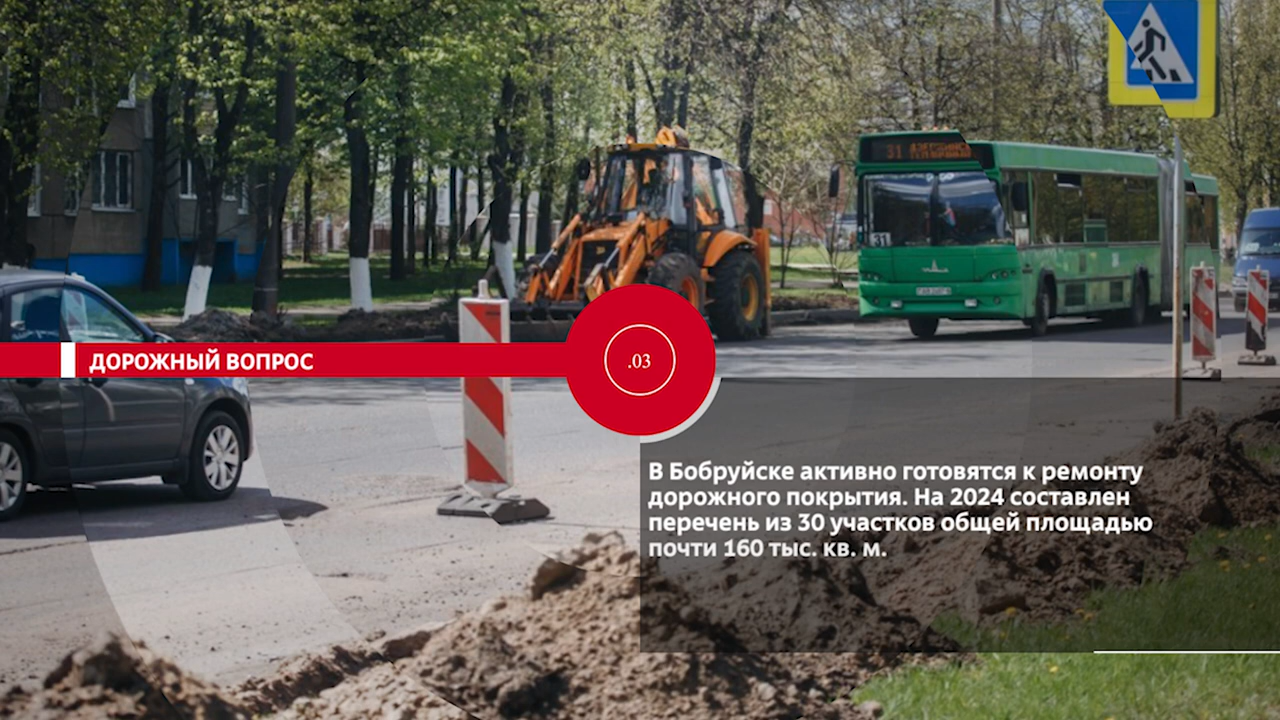 31
31
ДОРОЖНЫЙ ВОПРОС
.03
В Бобруйске активно готовятся к ремонту
дорожного покрытия. На 2024 составлен
перечень из 30 участков общей площадью
почти 160 тыс. кв. м.